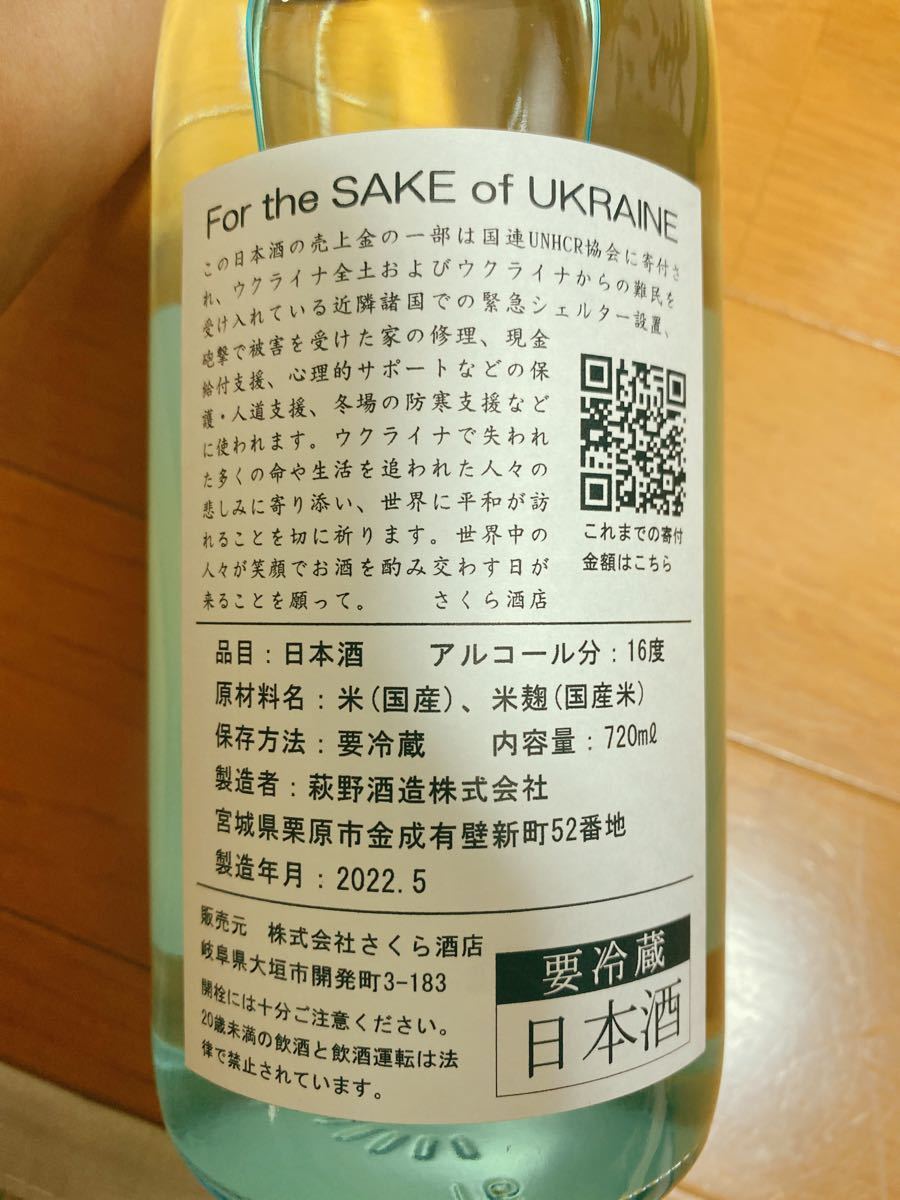 For the SAKE of UKRAINE
この日本酒の売上金の一部は国連UNHCR協会に寄付さ
れ、ウクライナ全土およびウクライナからの難民を
受け入れている近隣諸国での緊急シェルター設置、
砲撃で被害を受けた家の修理、現金
給付支援、心理的サポートなどの保
護・人道支援、冬場の防寒支援など
に使われます。ウクライナで失われ
た多くの命や生活を追われた人々の
悲しみに寄り添い、世界に平和が訪
れることを切に祈ります。世界中の
人々が笑顔でお酒を酌み交わす日が
来ることを願って。 さくら酒店
これまでの寄付
金額はこちら
品目：日本酒 アルコール分：16度
原材料名：米(国産)、米麹(国産米)
保存方法：要冷蔵 内容量：720mℓ
製造者：萩野酒造株式会社
宮城県栗原市金成有壁新町52番地
製造年月：2022.5
販売元 株式会社さくら酒店
岐阜県大垣市開発町3-183
開栓には十分ご注意ください。
20歳未満の飲酒と飲酒運転は法
律で禁止されています。
要冷蔵
日本酒